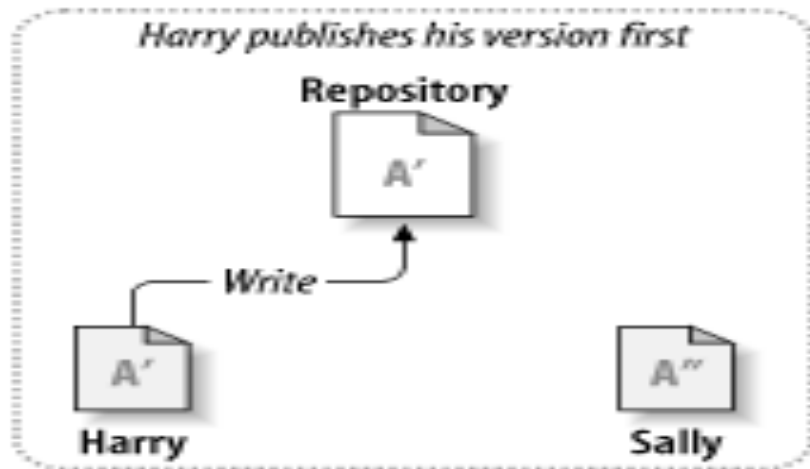 Harry publishes his version first
Repository
A′
Write
A′
A″
Harry
Sally